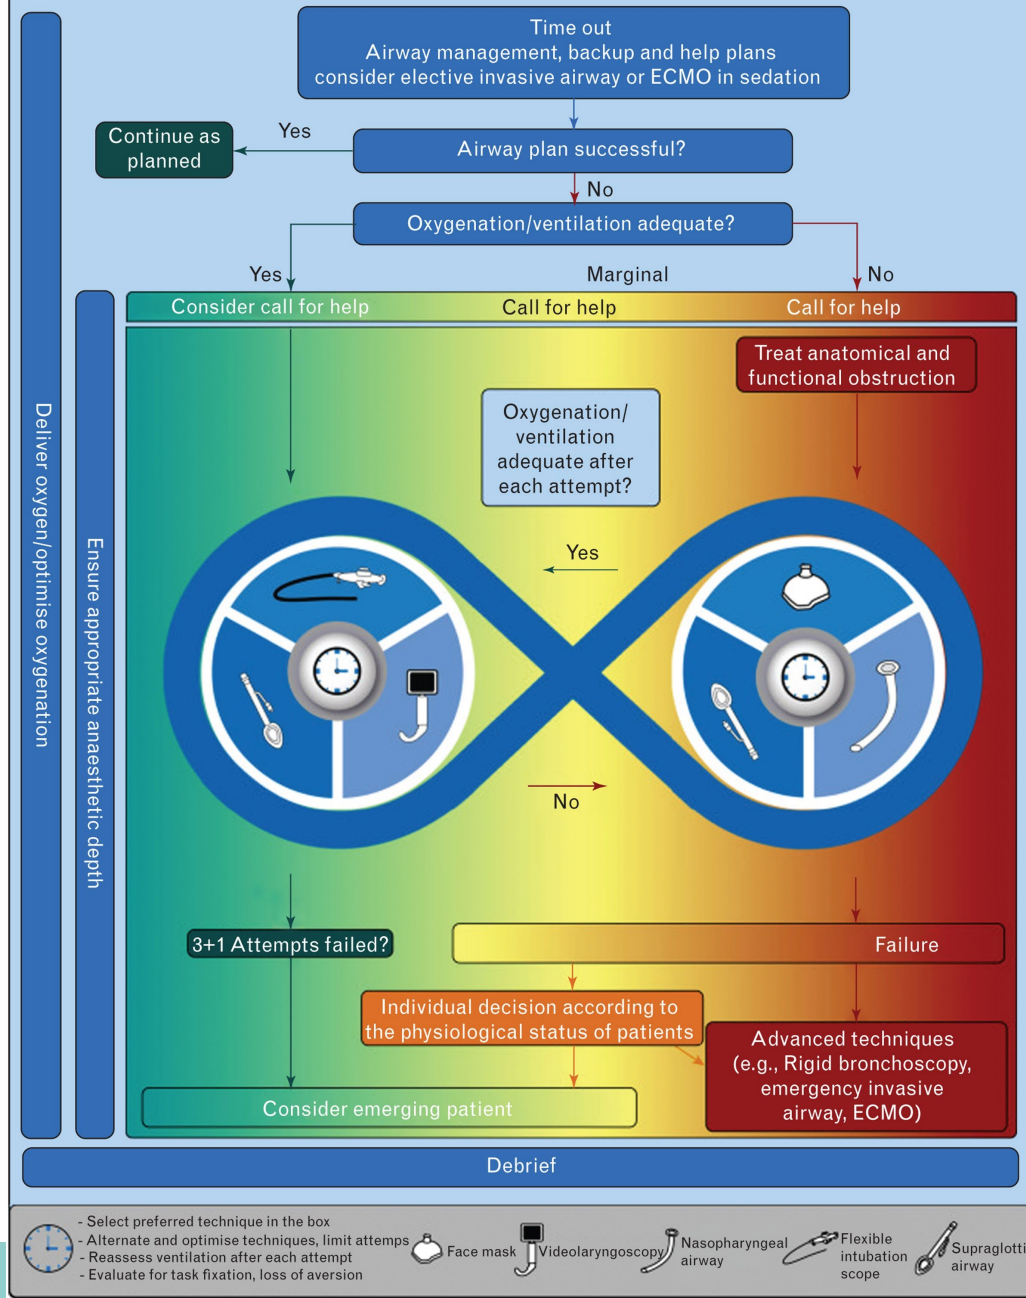 Time out
Airway management, backup and help plans
consider elective invasive airway or ECMO in sedation
Continue as
planned
Yes
Airway plan successful?
No
Oxygenation/ventilation adequate?
Yes
Marginal
No
Consider call for help
Call for help
Call for help
Treat anatomical and
functional obstruction
Oxygenation/
ventilation
adequate after
each attempt?
Deliver oxygen/optimise oxygenation
Ensure appropriate anaesthetic depth
Yes
No
3+1 Attempts failed?
Failure
Individual decision according to
the physiological status of patients
Advanced techniques
(e.g., Rigid bronchoscopy,
emergency invasive
airway, ECMO)
Consider emerging patient
Debrief
- Select preferred technique in the box
- Alternate and optimise techniques, limit attemps
- Reassess ventilation after each attempt
- Evaluate for task fixation, loss of aversion
Face mask
Videolaryngoscopy
Nasopharyngeal
airway
Flexible
intubation
scope
Supraglotti
airway